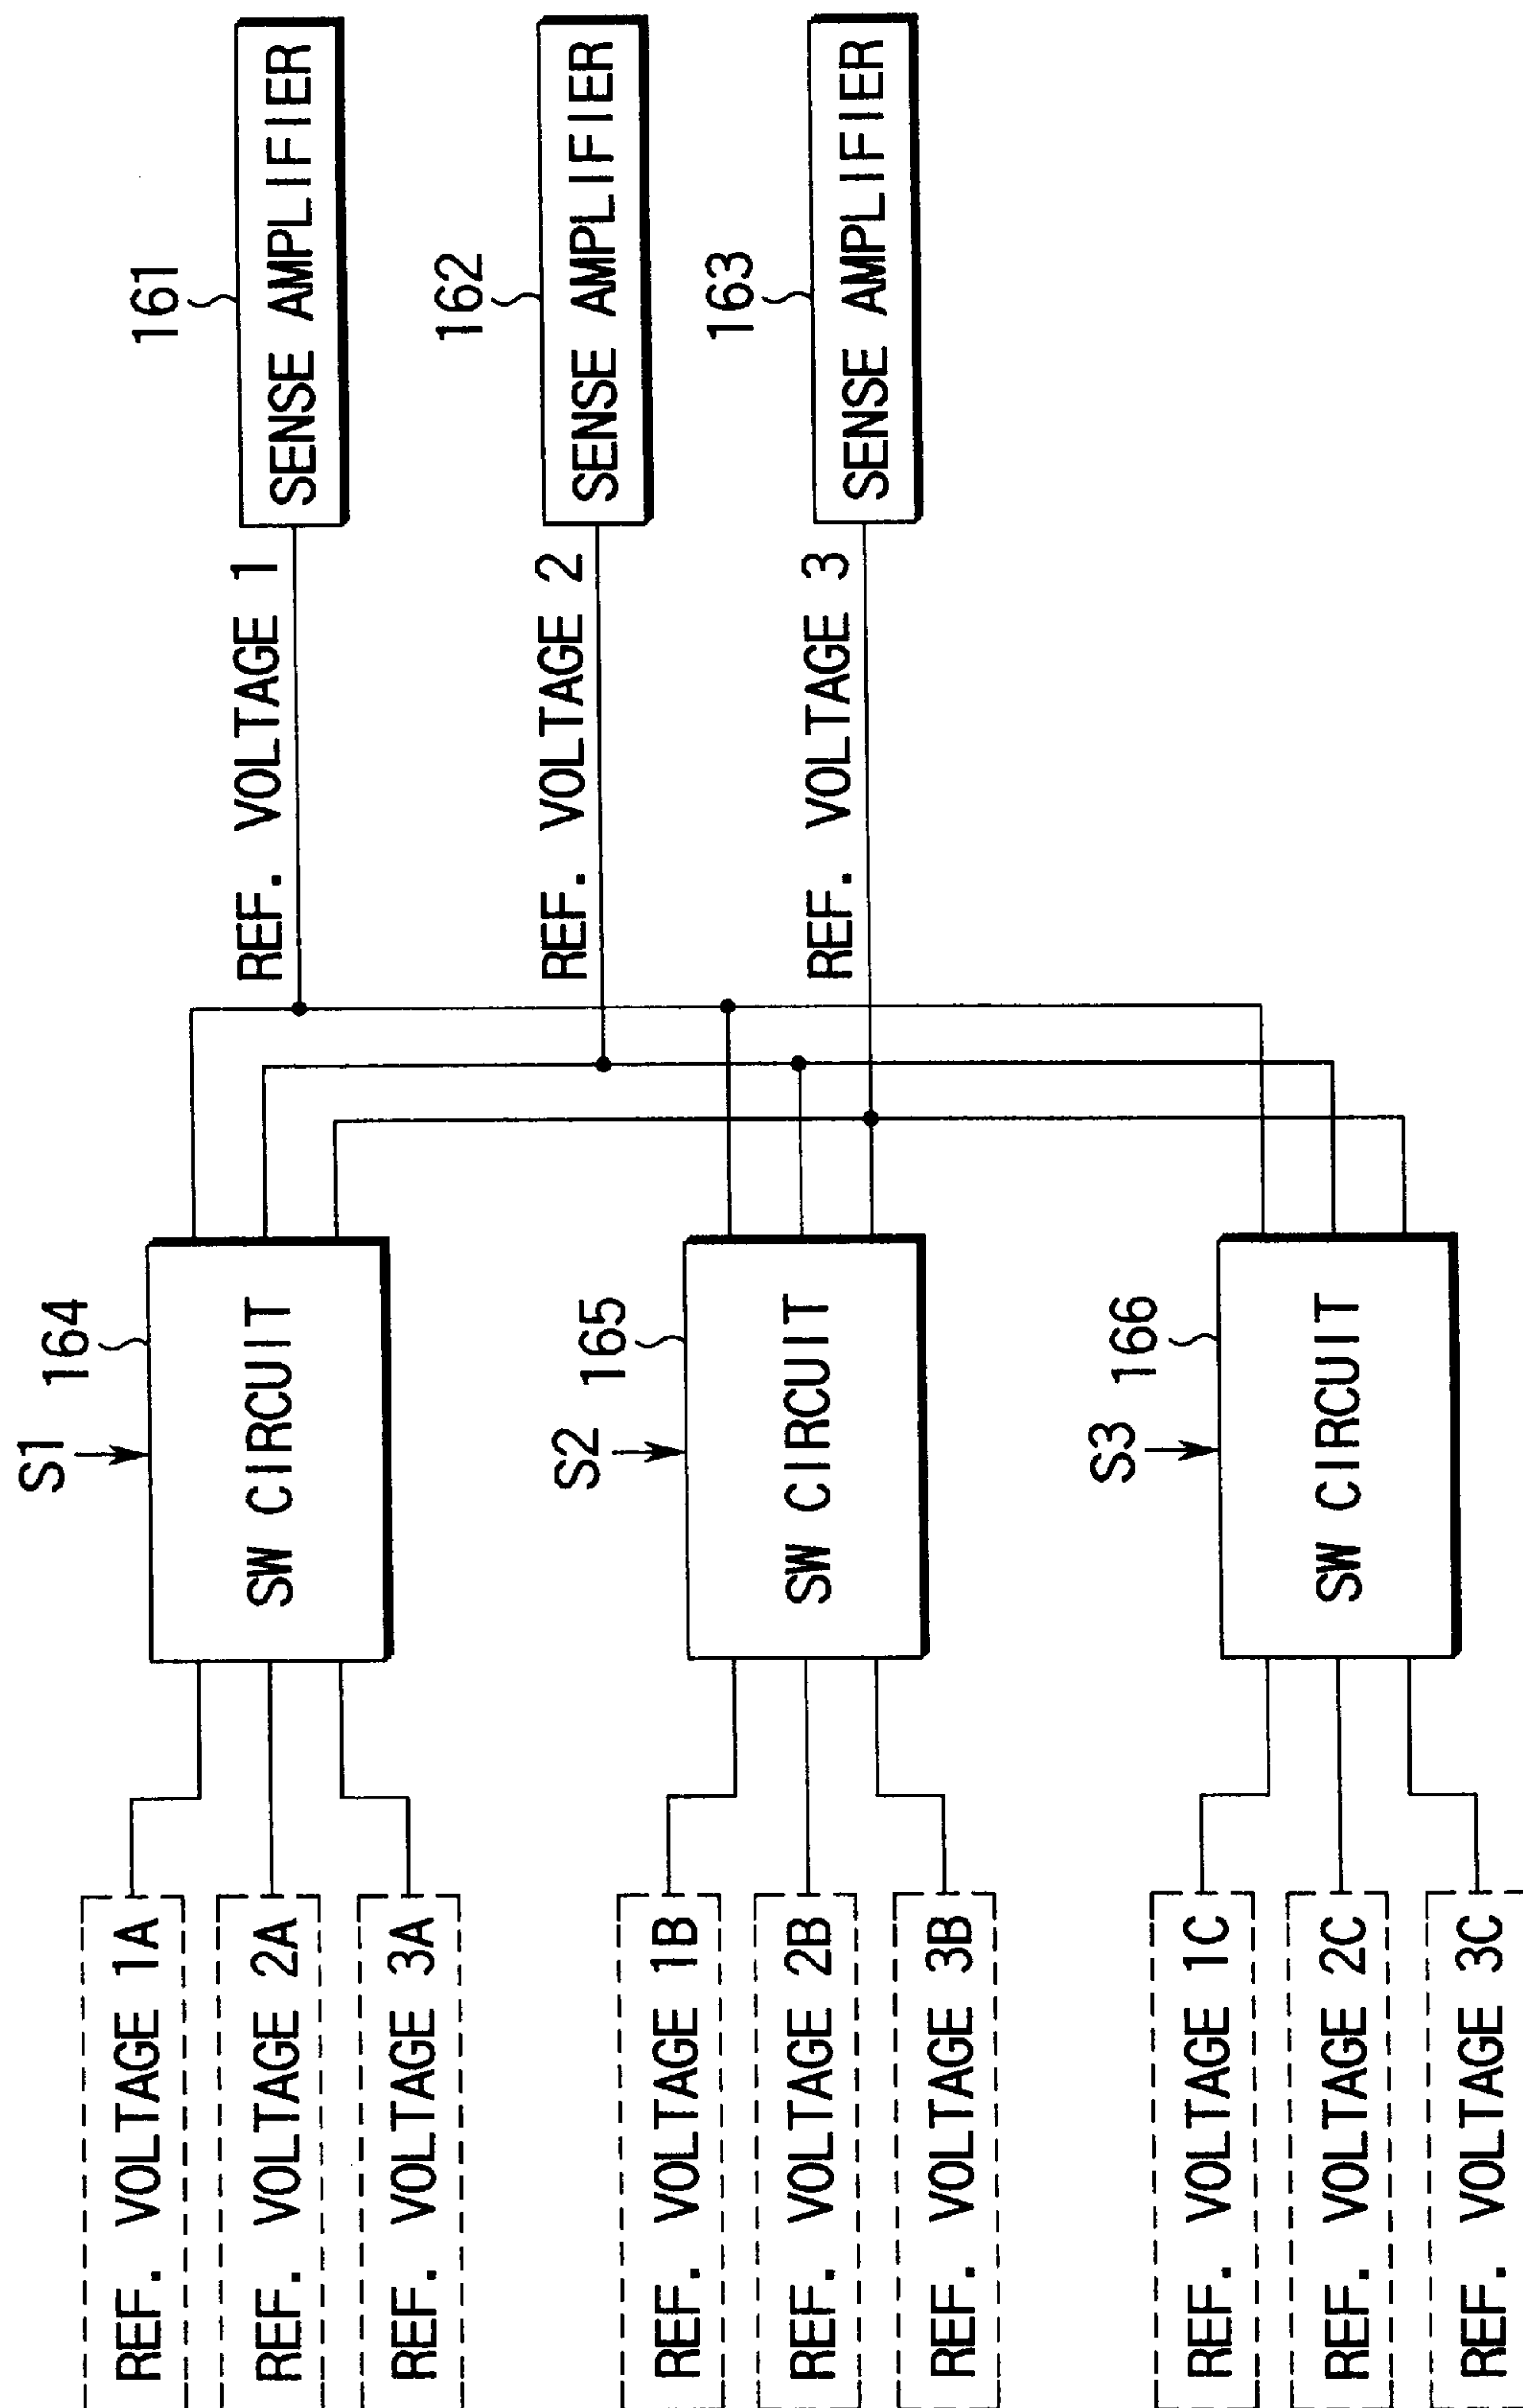 REF. VOLTAGE 1A
REF. VOLTAGE 2A
REF. VOLTAGE 3A
S1
164
SW CIRCUIT
REF. VOLTAGE 1
161
SENSE AMPLIFIER
REF. VOLTAGE 2
162
SENSE AMPLIFIER
REF. VOLTAGE 1B
REF. VOLTAGE 2B
REF. VOLTAGE 3B
S2
165
SW CIRCUIT
REF. VOLTAGE 3
163
SENSE AMPLIFIER
REF. VOLTAGE 1C
REF. VOLTAGE 2C
REF. VOLTAGE 3C
S3
166
SW CIRCUIT